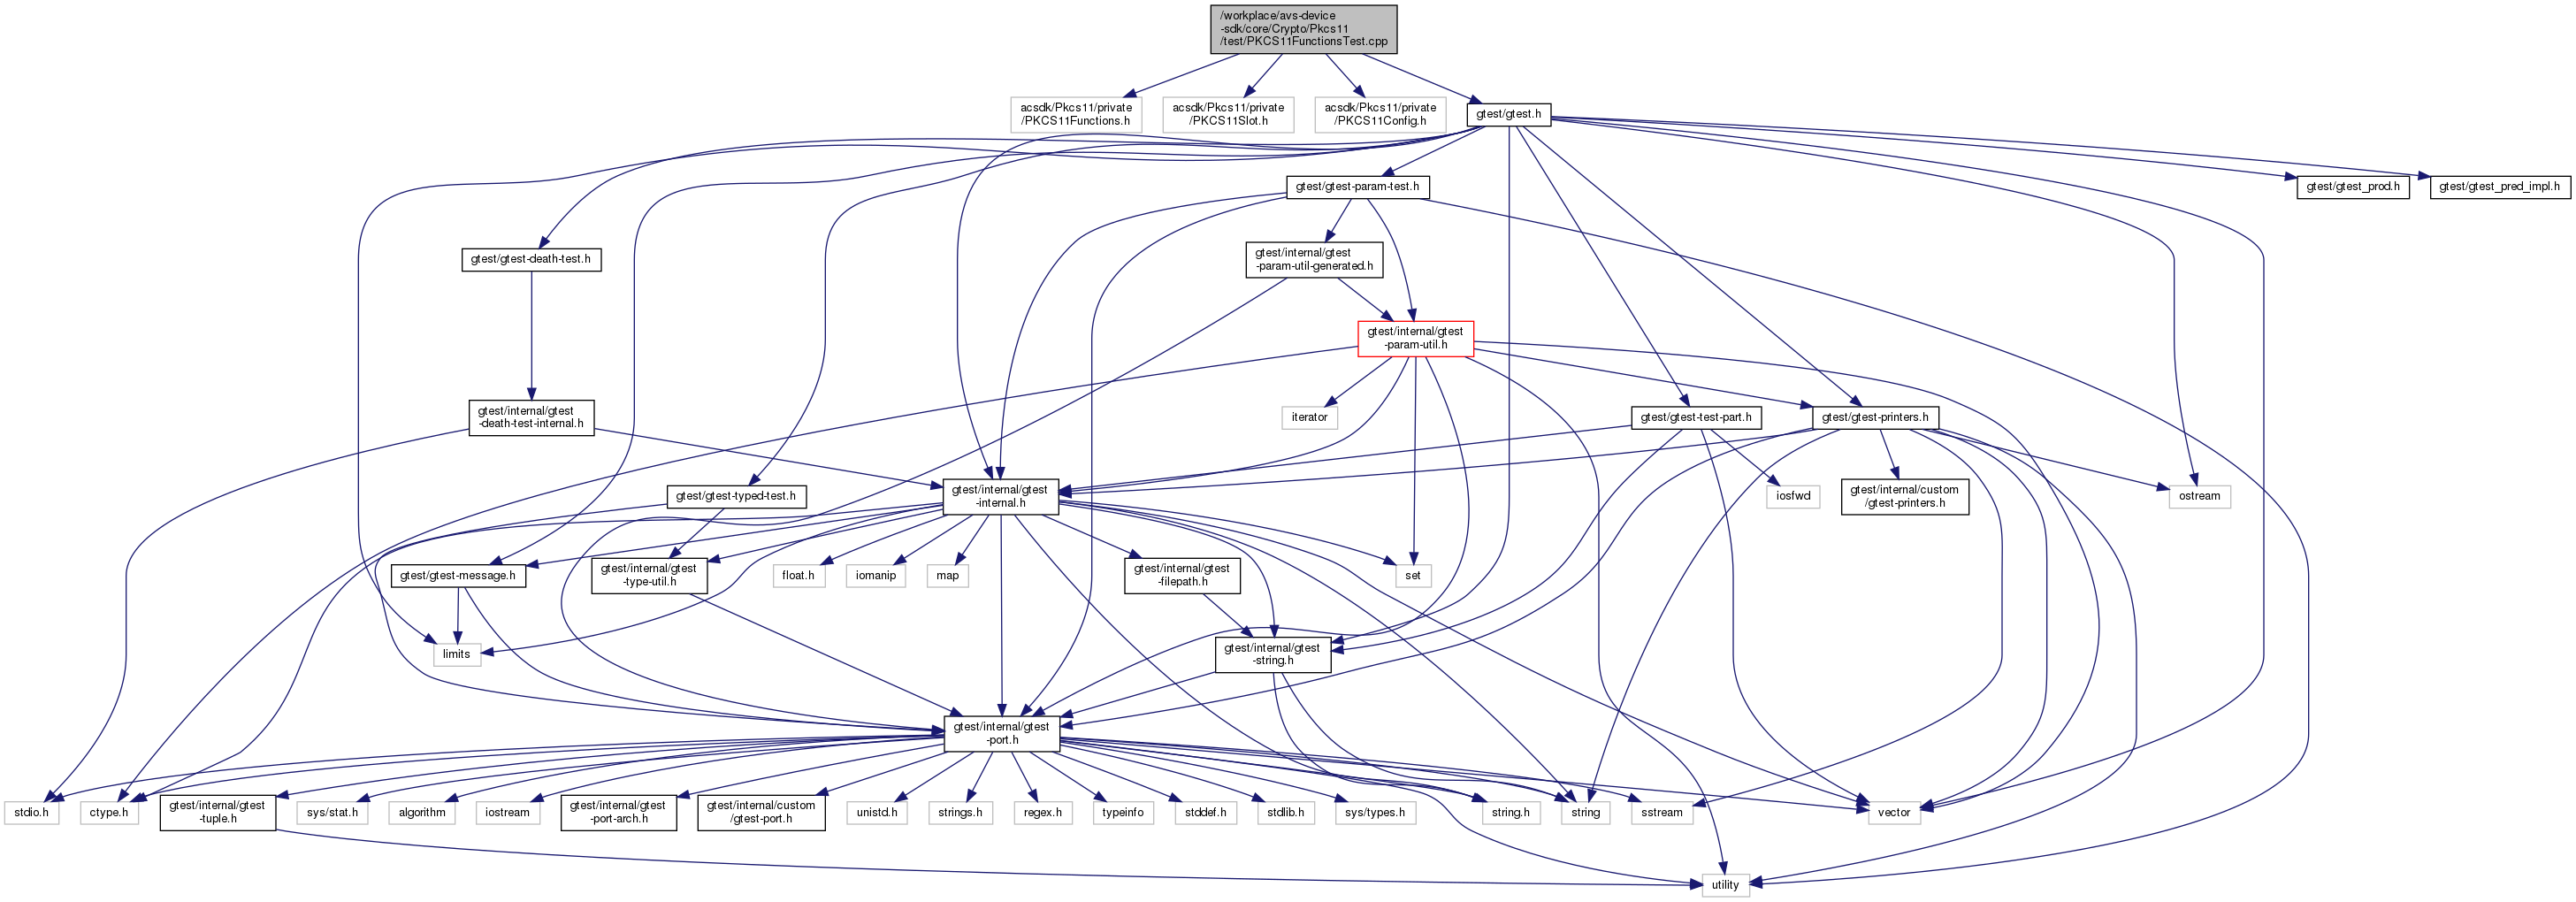 /workplace/avs-device
-sdk/core/Crypto/Pkcs11
/test/PKCS11FunctionsTest.cpp
acsdk/Pkcs11/private
/PKCS11Functions.h
acsdk/Pkcs11/private
/PKCS11Slot.h
acsdk/Pkcs11/private
/PKCS11Config.h
gtest/gtest.h
gtest/gtest-param-test.h
gtest/gtest_prod.h
gtest/gtest_pred_impl.h
gtest/gtest-death-test.h
gtest/internal/gtest
-param-util-generated.h
gtest/internal/gtest
-param-util.h
gtest/internal/gtest
-death-test-internal.h
iterator
gtest/gtest-test-part.h
gtest/gtest-printers.h
gtest/gtest-typed-test.h
gtest/internal/gtest
-internal.h
iosfwd
gtest/internal/custom
/gtest-printers.h
ostream
gtest/gtest-message.h
gtest/internal/gtest
-type-util.h
float.h
iomanip
map
gtest/internal/gtest
-filepath.h
set
limits
gtest/internal/gtest
-string.h
gtest/internal/gtest
-port.h
stdio.h
ctype.h
gtest/internal/gtest
-tuple.h
sys/stat.h
algorithm
iostream
gtest/internal/gtest
-port-arch.h
gtest/internal/custom
/gtest-port.h
unistd.h
strings.h
regex.h
typeinfo
stddef.h
stdlib.h
sys/types.h
string.h
string
sstream
vector
utility